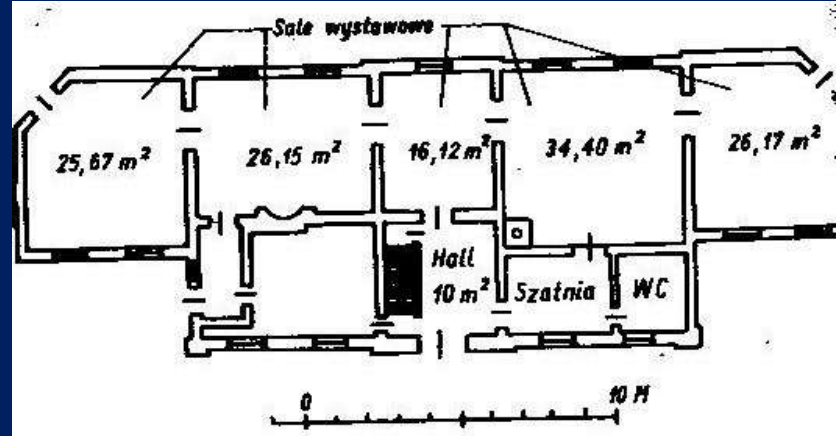 Sale wystawowe
25,67 m²
26,15 m²
16,12 m²
34,40 m²
26,17 m²
Hall
10 m²
Szatnia
WC
0
10 M